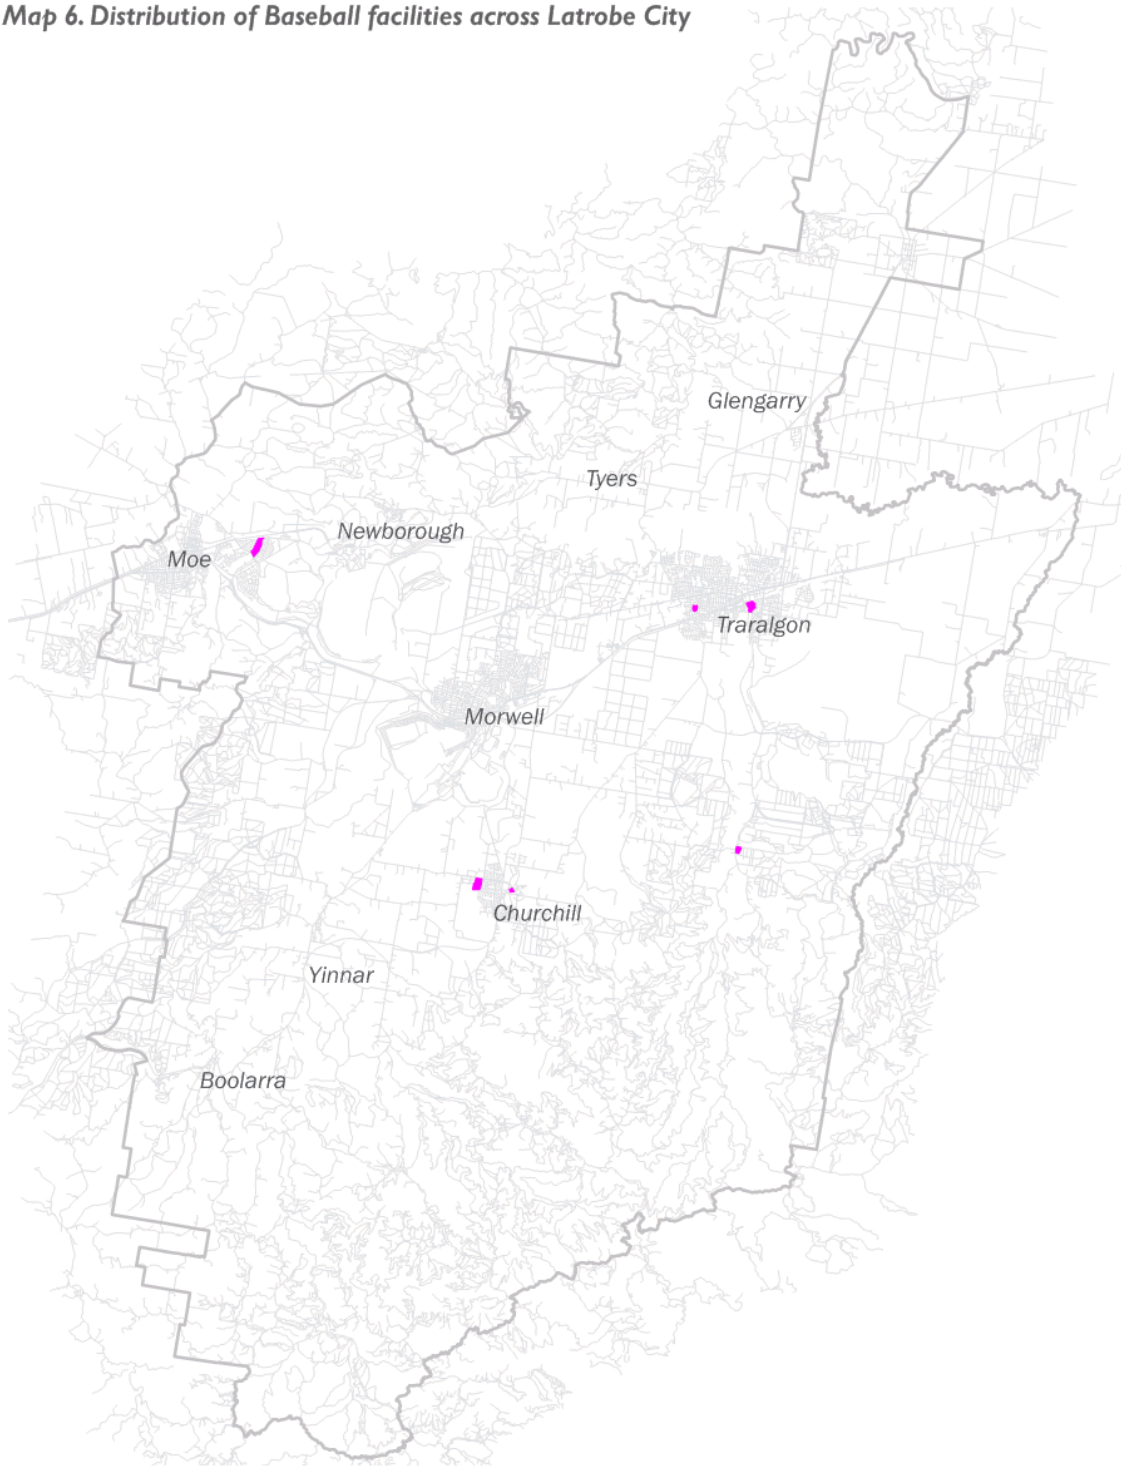 Map 6. Distribution of Baseball facilities across Latrobe City
Glengarry
Tyers
Newborough
Moe
Traralgon
Morwell
Churchill
Yinnar
Boolarra